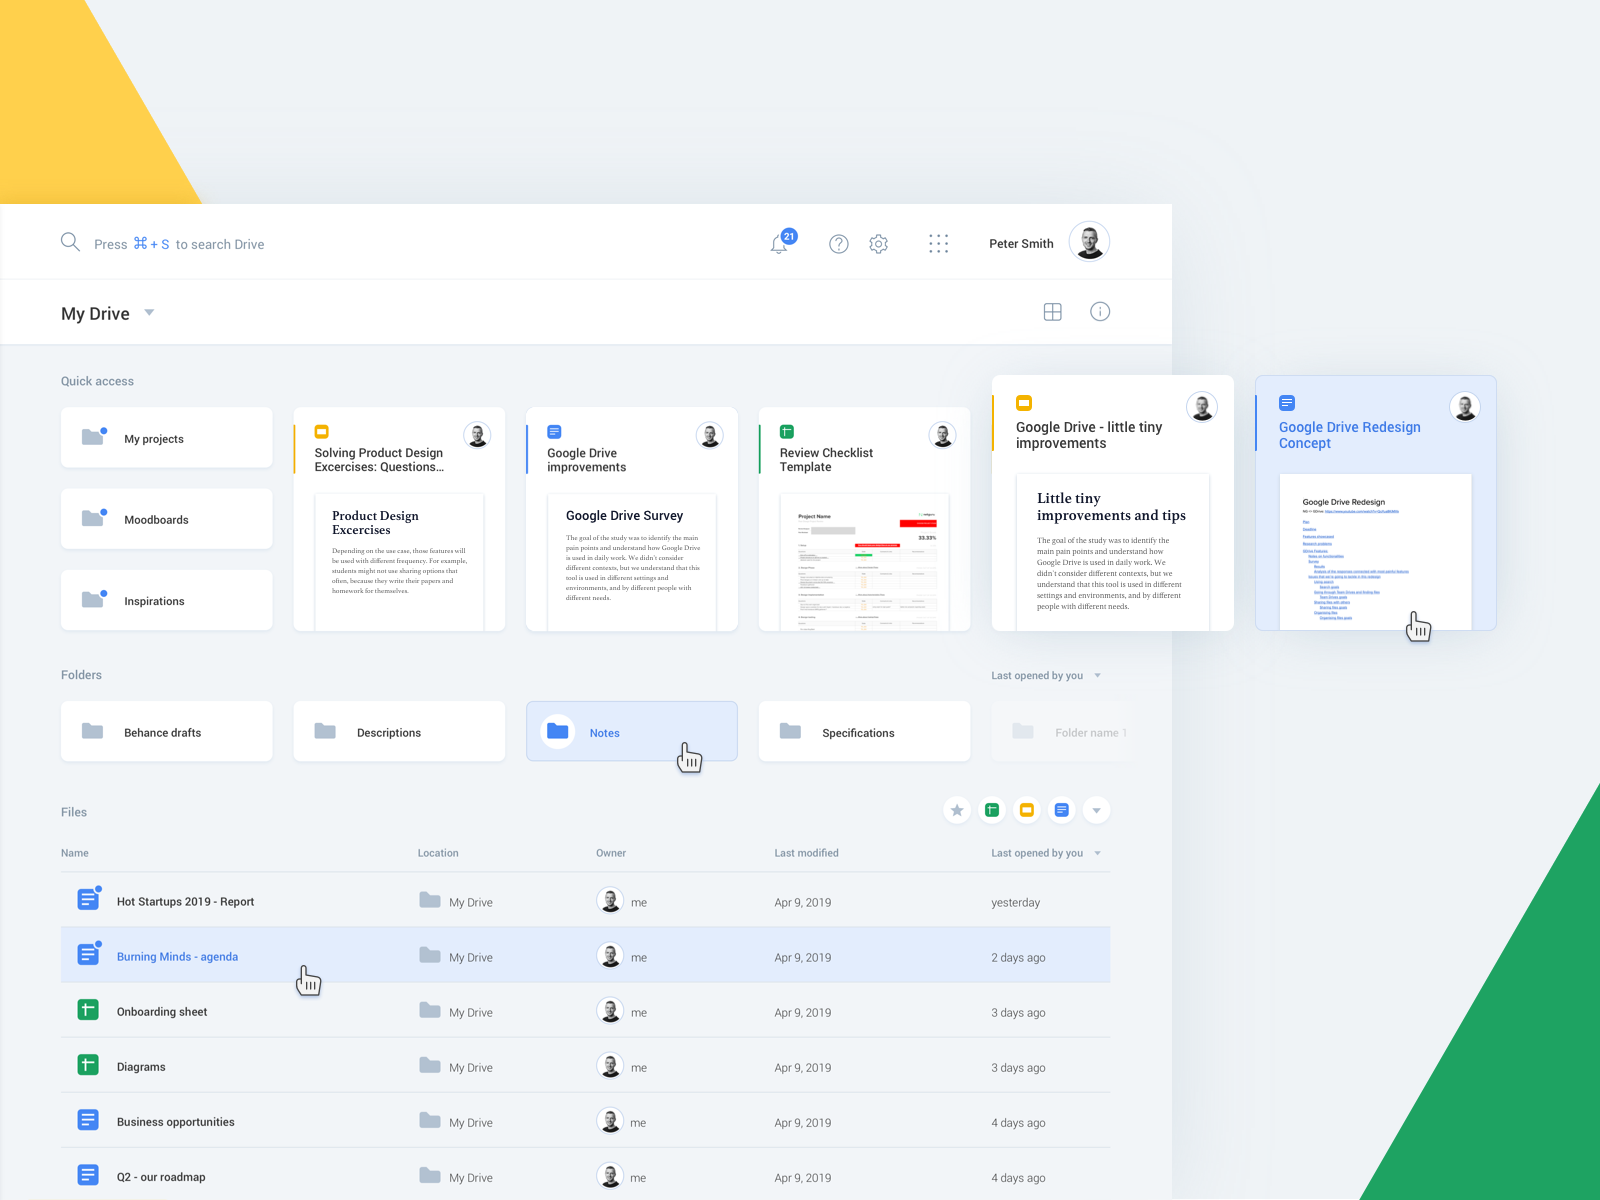 Press ⌘ + S to search Drive
21
Peter Smith
My Drive
Quick access
My projects
Moodboards
Inspirations
Solving Product Design
Excercises: Questions...
Product Design
Excercises
Depending on the use case, those features will
be used with different frequency. For example,
students might not use sharing options that
often, because they write their papers and
homework for themselves.
Google Drive
improvements
Google Drive Survey
The goal of the study was to identify the main
pain points and understand how Google Drive
is used in daily work. We didn't consider
different contexts, but we understand that this
tool is used in different settings and
environments, and by different people with
different needs.
Review Checklist
Template
Project Name
33.33%
Google Drive - little tiny
improvements
Little tiny
improvements and tips
The goal of the study was to identify the
main pain points and understand how
Google Drive is used in daily work. We
didn't consider different contexts, but we
understand that this tool is used in different
settings and environments, and by different
people with different needs.
Google Drive Redesign
Concept
Google Drive Redesign
Folders
Last opened by you
Behance drafts
Descriptions
Notes
Specifications
Folder name 1
Files
Name Location Owner Last modified Last opened by you
Hot Startups 2019 - Report My Drive me Apr 9, 2019 yesterday
Burning Minds - agenda My Drive me Apr 9, 2019 2 days ago
Onboarding sheet My Drive me Apr 9, 2019 3 days ago
Diagrams My Drive me Apr 9, 2019 3 days ago
Business opportunities My Drive me Apr 9, 2019 4 days ago
Q2 - our roadmap My Drive me Apr 9, 2019 4 days ago